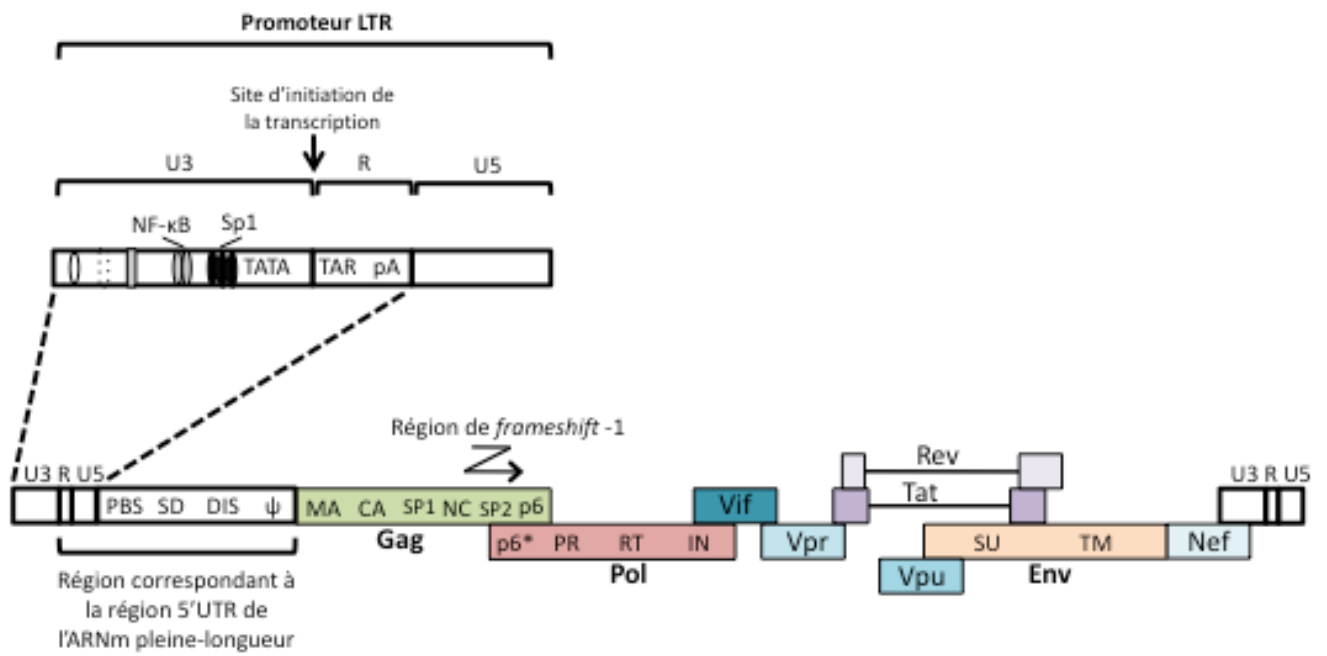 Promoteur LTR
Site d'initiation de
la transcription
U3 R U5
NF-κB Sp1
TATA TAR pA
Région de frameshift -1
U3 R U5
PBS SD DIS ψ MA CA SP1 NC SP2 p6
Gag
p6* PR RT IN
Pol
Vif
Vpr
Rev
Tat
Vpu
SU TM
Env
Nef
U3 R U5
Région correspondant à
la région 5'UTR de
l'ARNm pleine-longueur